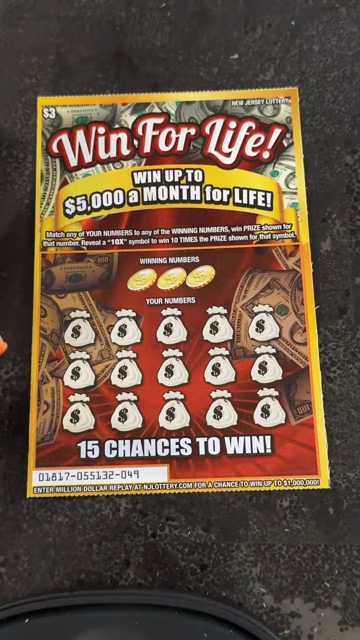 $3
NEW JERSEY LOTTERY
Win For Life!
WIN UP TO
$5,000 a MONTH for LIFE!
Match any of YOUR NUMBERS to any of the WINNING NUMBERS, win PRIZE shown for
that number. Reveal a "10X" symbol to win 10 TIMES the PRIZE shown for that symbol.
WINNING NUMBERS
$ $ $
YOUR NUMBERS
$ $ $ $ $
$ $ $ $ $
$ $ $ $ $
15 CHANCES TO WIN!
01817-055132-049
ENTER MILLION DOLLAR REPLAY AT NJLOTTERY.COM FOR A CHANCE TO WIN UP TO $1,000,000!